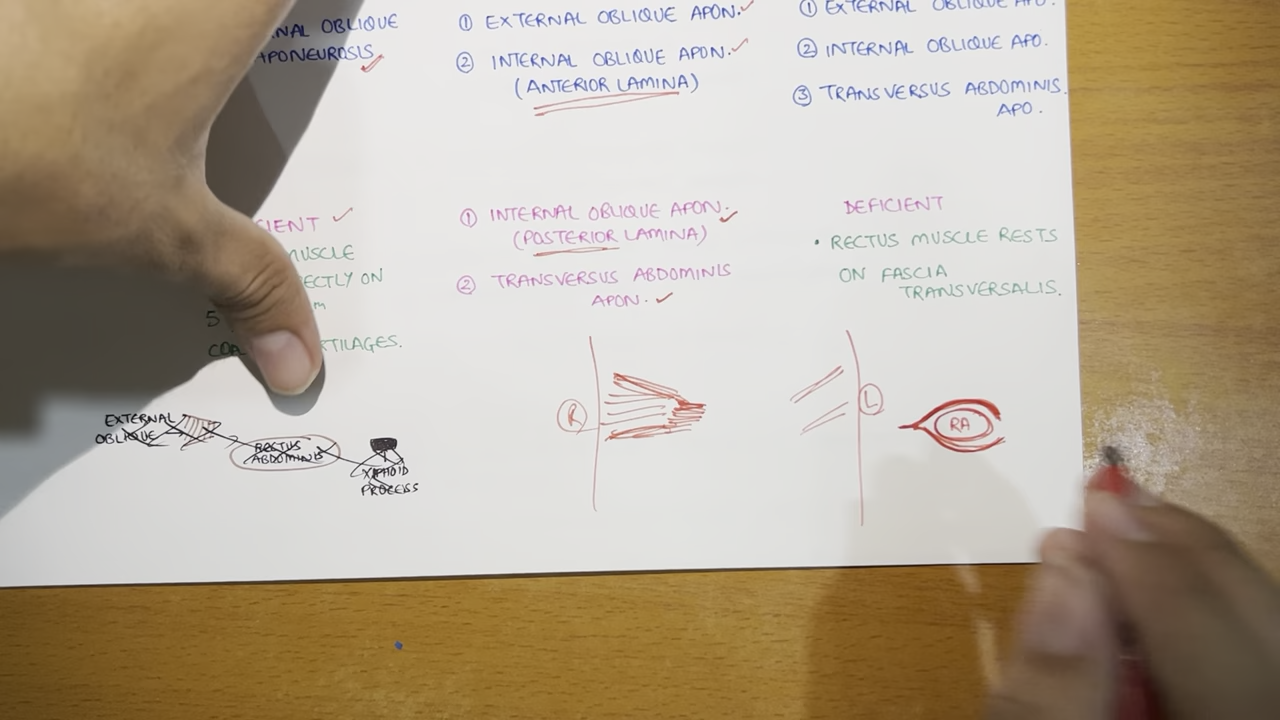 NAL OBLIQUE
APONEUROSIS
① EXTERNAL OBLIQUE APON.
② INTERNAL OBLIQUE APON.
(ANTERIOR LAMINA)
① EXTERNAL OBLIQUE APO.
② INTERNAL OBLIQUE APO.
③ TRANSVERSUS ABDOMINIS
APO.
CIENT
MUSCLE
ECTLY ON
5
COA TILAGES.
① INTERNAL OBLIQUE APON.
(POSTERIOR LAMINA)
② TRANSVERSUS ABDOMINIS
APON.
DEFICIENT
• RECTUS MUSCLE RESTS
ON FASCIA
TRANSVERSALIS.
EXTERNAL
OBLIQUE
RECTUS
ABDOMINIS
XIPHOID
PROCESS
R
L
RA